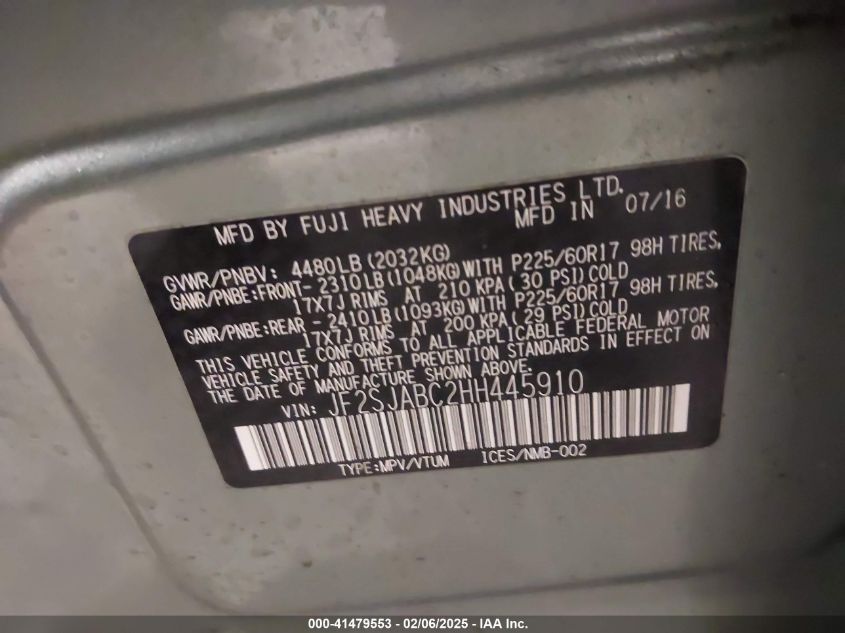 MFD BY FUJI HEAVY INDUSTRIES LTD.
MFD IN 07/16
GVWR/PNBV: 4480LB (2032KG)
GAWR/PNBE:FRONT- 2310LB (1048KG) WITH P225/60R17 98H TIRES,
17X7J RIMS AT 210 KPA ( 30 PSI) COLD
GAWR/PNBE:REAR - 2410LB (1093KG) WITH P225/60R17 98H TIRES,
17X7J RIMS AT 200 KPA ( 29 PSI) COLD
THIS VEHICLE CONFORMS TO ALL APPLICABLE FEDERAL MOTOR
VEHICLE SAFETY AND THEFT PREVENTION STANDARDS IN EFFECT ON
THE DATE OF MANUFACTURE SHOWN ABOVE.
VIN: JF2SJABC2HH445910
TYPE:MPV/VTUM ICES/NMB-002
000-41479553 - 02/06/2025 - IAA Inc.